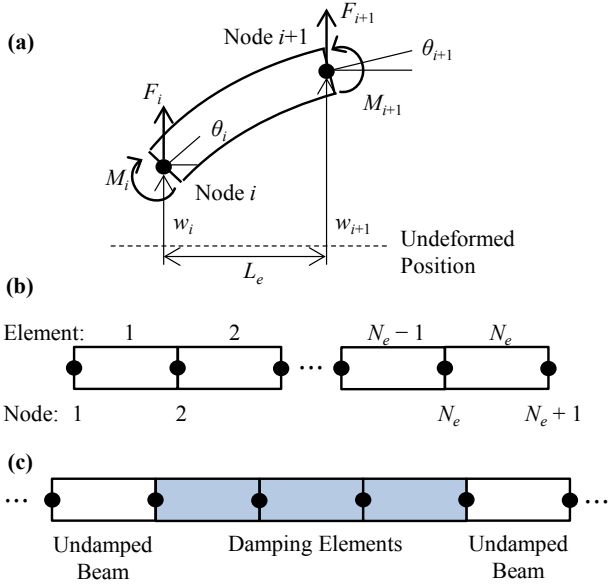 (a)
Node i+1
F_{i+1}
θ_{i+1}
M_{i+1}
F_i
θ_i
M_i
Node i
w_i
w_{i+1}
Undeformed
Position
L_e
(b)
Element: 1 2 N_e − 1 N_e
...
Node: 1 2 N_e N_e + 1
(c)
... ...
Undamped
Beam
Damping Elements
Undamped
Beam